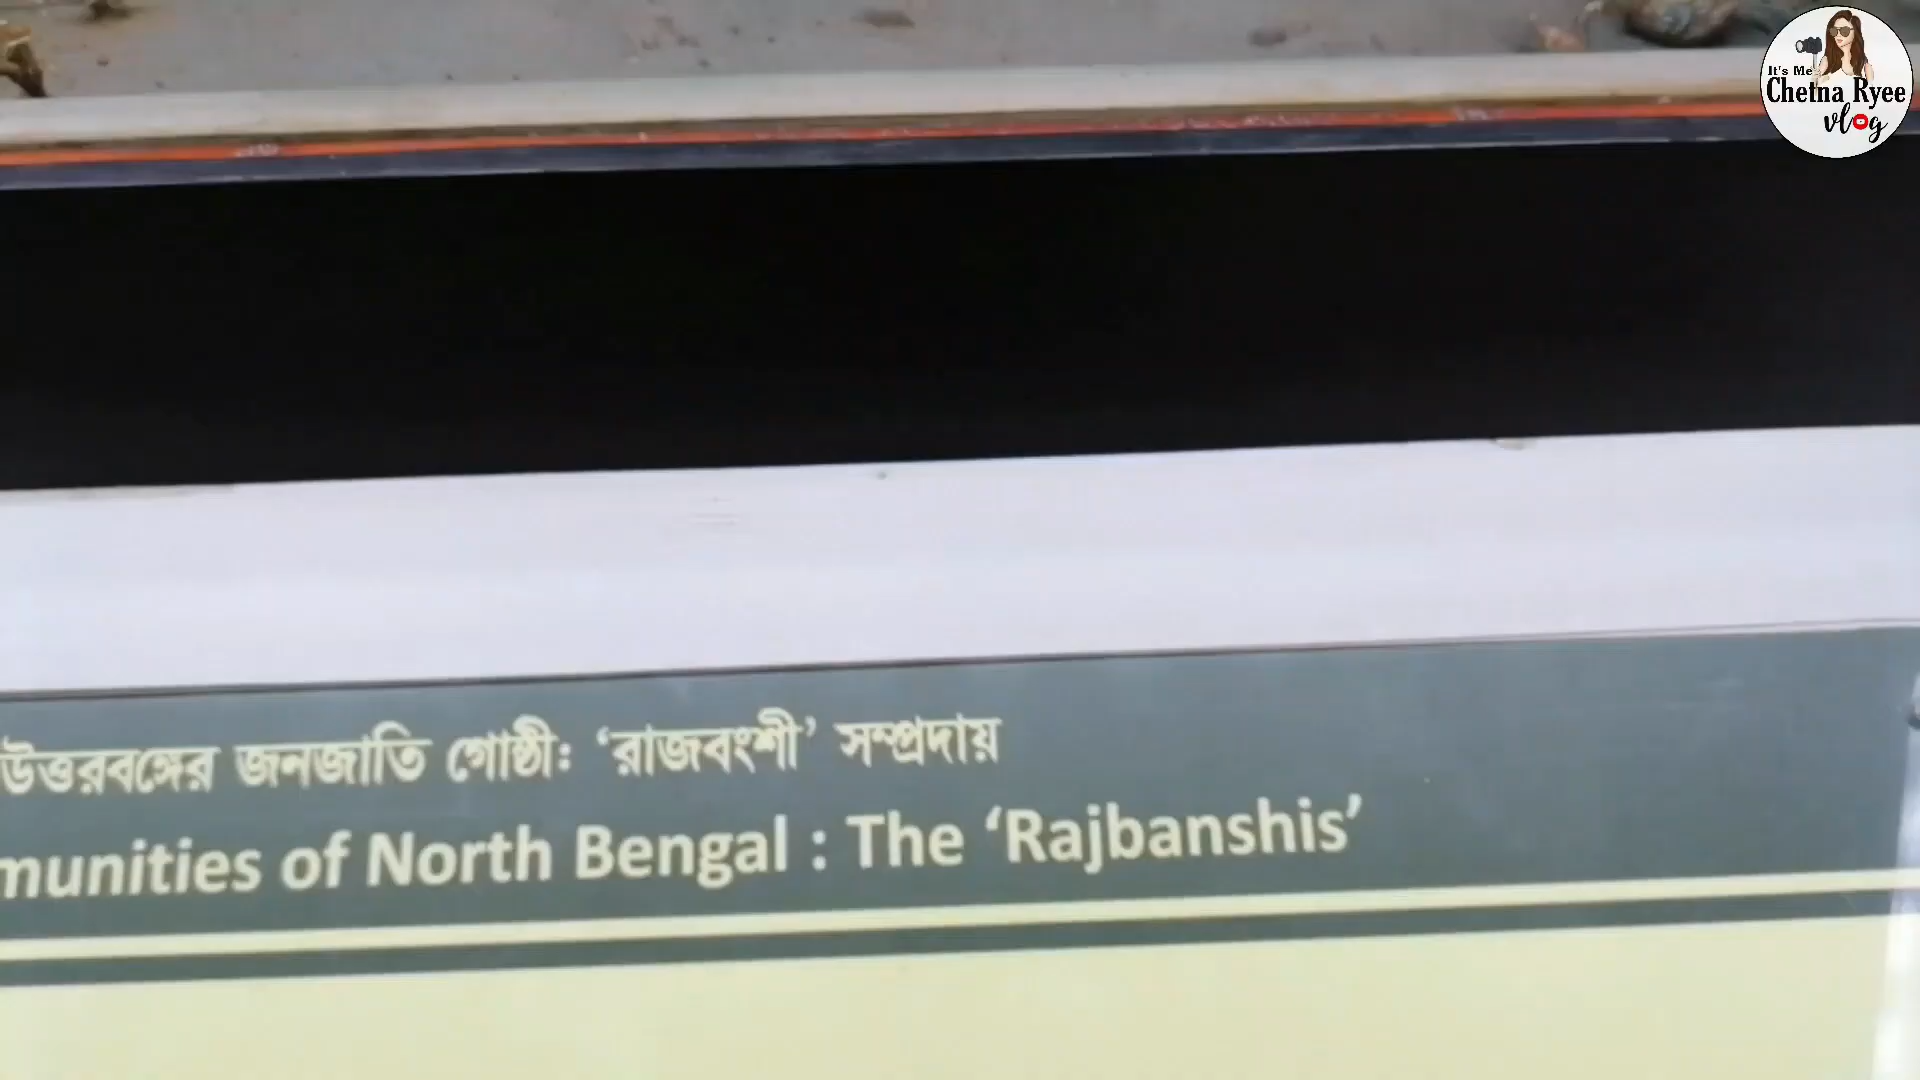 It's Me
Chetna Ryee
vlog
উত্তরবঙ্গের জনজাতি গোষ্ঠীঃ ‘রাজবংশী’ সম্প্রদায়
munities of North Bengal : The ‘Rajbanshis’